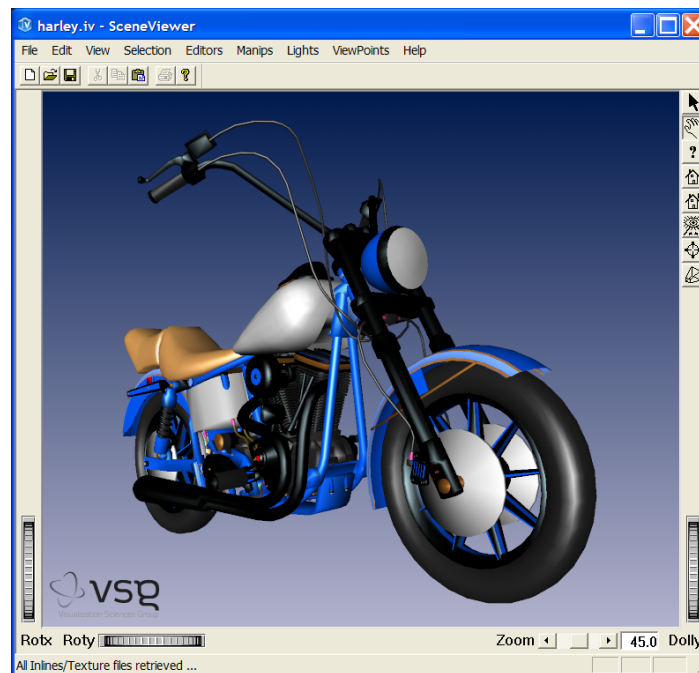 harley.iv - SceneViewer
File Edit View Selection Editors Manips Lights ViewPoints Help
vsg
Visualization Sciences Group
Rotx Roty Zoom 45.0 Dolly
All Inlines/Texture files retrieved ...